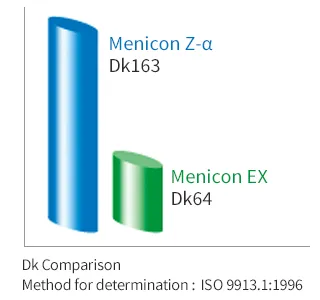 Menicon Z-α
Dk163
Menicon EX
Dk64
Dk Comparison
Method for determination : ISO 9913.1:1996